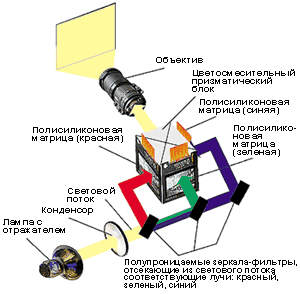 Объектив
Цветосмесительный
призматический
блок
Полисиликоновая
матрица (синяя)
Полисиликоновая
матрица (красная)
Полисилико-
новая
матрица
(зеленая)
Световой
поток
Конденсор
Лампа с
отражателем
Полупроницаемые зеркала-фильтры,
отсекающие из светового потока
соответствующие лучи: красный,
зеленый, синий